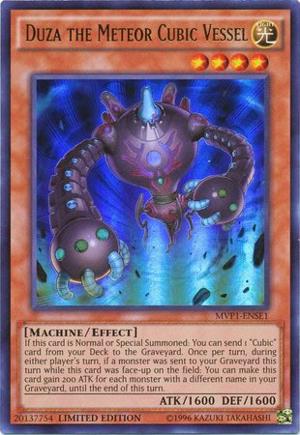 DUZA THE METEOR CUBIC VESSEL
LIGHT
光
MVP1-ENSE1
[MACHINE/EFFECT]
If this card is Normal or Special Summoned: You can send 1 "Cubic"
card from your Deck to the Graveyard. Once per turn, during
either player's turn, if a monster was sent to your Graveyard this
turn while this card was face-up on the field: You can make this
card gain 200 ATK for each monster with a different name in your
Graveyard, until the end of this turn.
ATK/1600 DEF/1600
20137754 LIMITED EDITION ©1996 KAZUKI TAKAHASHI